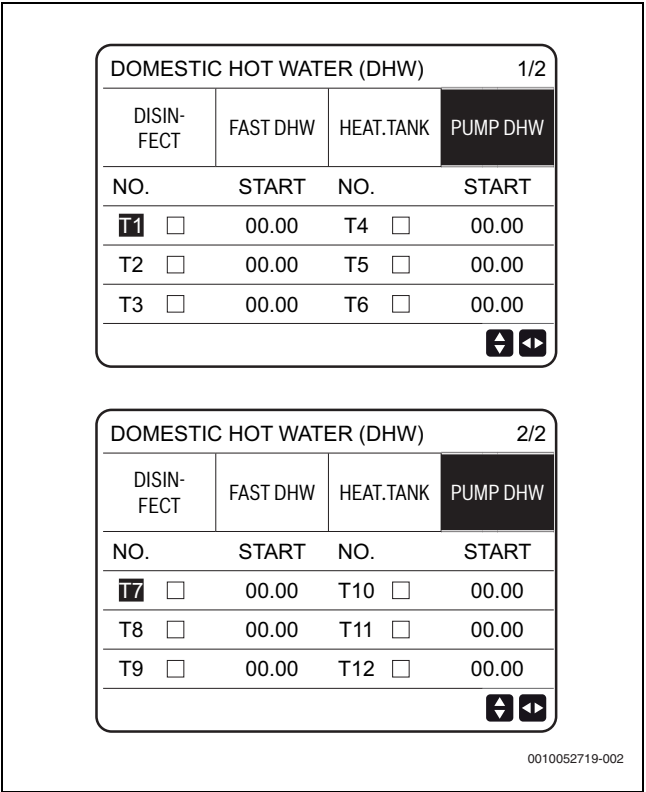 DOMESTIC HOT WATER (DHW) 1/2
DISIN-
FECT FAST DHW HEAT.TANK PUMP DHW
NO. START NO. START
T1 00.00 T4 00.00
T2 00.00 T5 00.00
T3 00.00 T6 00.00
DOMESTIC HOT WATER (DHW) 2/2
DISIN-
FECT FAST DHW HEAT.TANK PUMP DHW
NO. START NO. START
T7 00.00 T10 00.00
T8 00.00 T11 00.00
T9 00.00 T12 00.00
0010052719-002